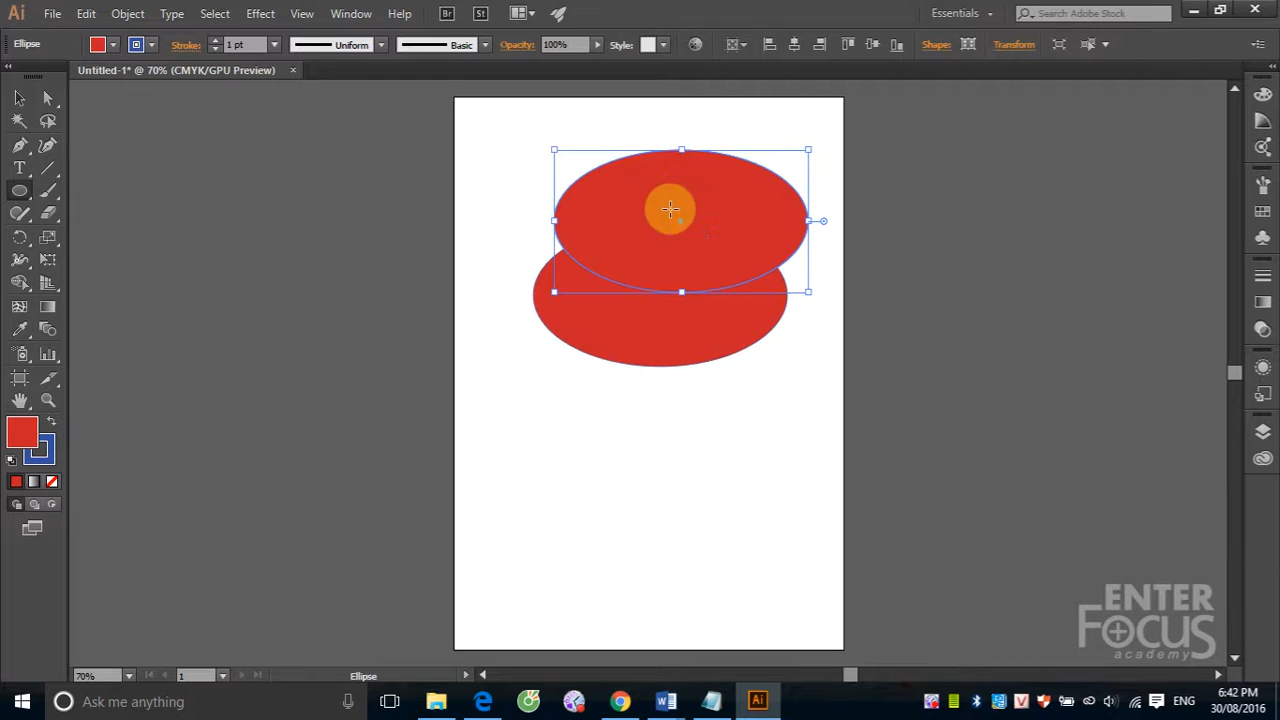 Ai File Edit Object Type Select Effect View Window Help Br St Essentials Search Adobe Stock
Ellipse Stroke: 1 pt Uniform Basic Opacity: 100% Style: Shape: Transform
Untitled-1* @ 70% (CMYK/GPU Preview) ×
T
70% 1 Ellipse
ENTER
FOCUS
academy
Ask me anything Ai ENG 6:42 PM
30/08/2016